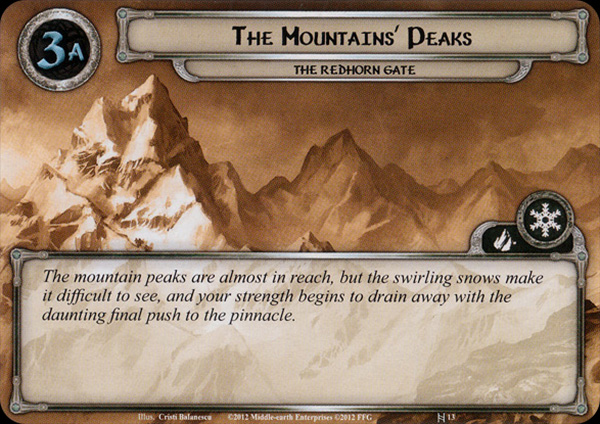 3A
THE MOUNTAINS' PEAKS
THE REDHORN GATE
The mountain peaks are almost in reach, but the swirling snows make
it difficult to see, and your strength begins to drain away with the
daunting final push to the pinnacle.
Illus. Cristi Balanescu ©2012 Middle-earth Enterprises ©2012 FFG 13